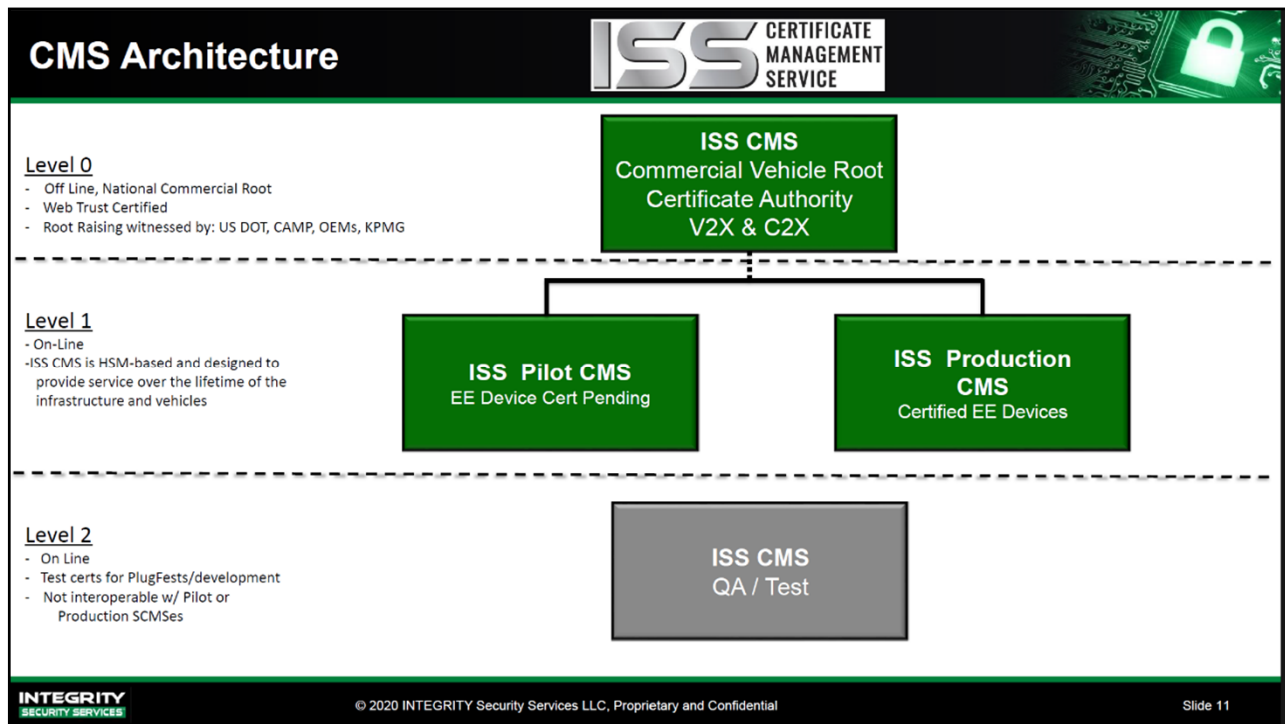 CMS Architecture
ISS CERTIFICATE
MANAGEMENT
SERVICE
Level 0
- Off Line, National Commercial Root
- Web Trust Certified
- Root Raising witnessed by: US DOT, CAMP, OEMs, KPMG
ISS CMS
Commercial Vehicle Root
Certificate Authority
V2X & C2X
Level 1
- On-Line
-ISS CMS is HSM-based and designed to
provide service over the lifetime of the
infrastructure and vehicles
ISS Pilot CMS
EE Device Cert Pending
ISS Production
CMS
Certified EE Devices
Level 2
- On Line
- Test certs for PlugFests/development
- Not interoperable w/ Pilot or
Production SCMSes
ISS CMS
QA / Test
INTEGRITY
SECURITY SERVICES
© 2020 INTEGRITY Security Services LLC, Proprietary and Confidential
Slide 11